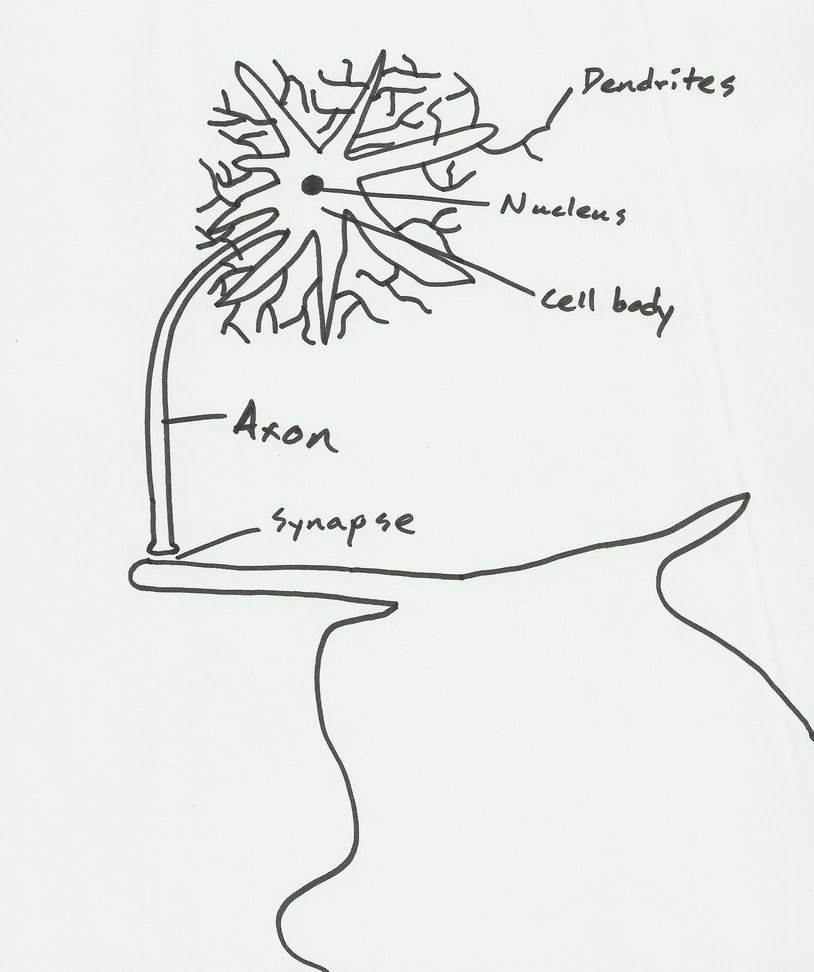 Dendrites
Nucleus
Cell body
Axon
Synapse